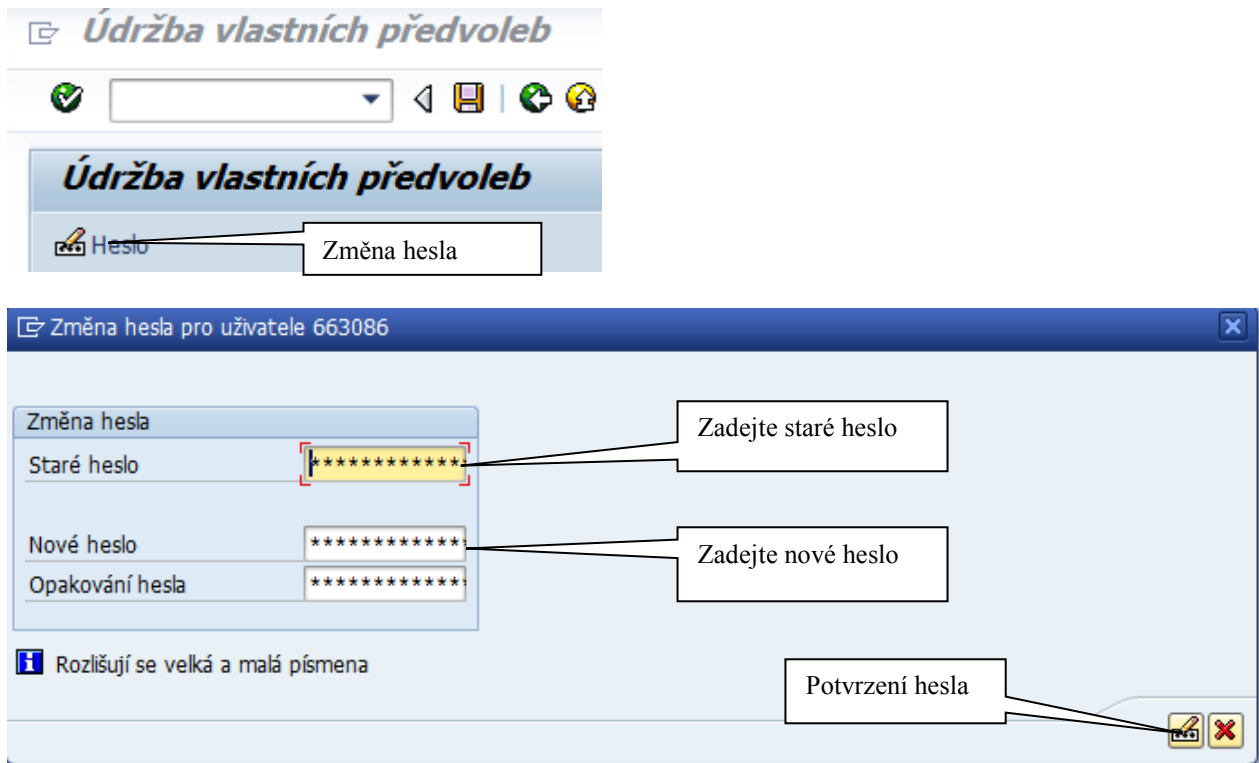 Údržba vlastních předvoleb
Údržba vlastních předvoleb
Heslo
Změna hesla
Změna hesla pro uživatele 663086
Změna hesla
Zadejte staré heslo
Staré heslo
************
Nové heslo
*************
Zadejte nové heslo
Opakování hesla
*************
Rozlišují se velká a malá písmena
Potvrzení hesla